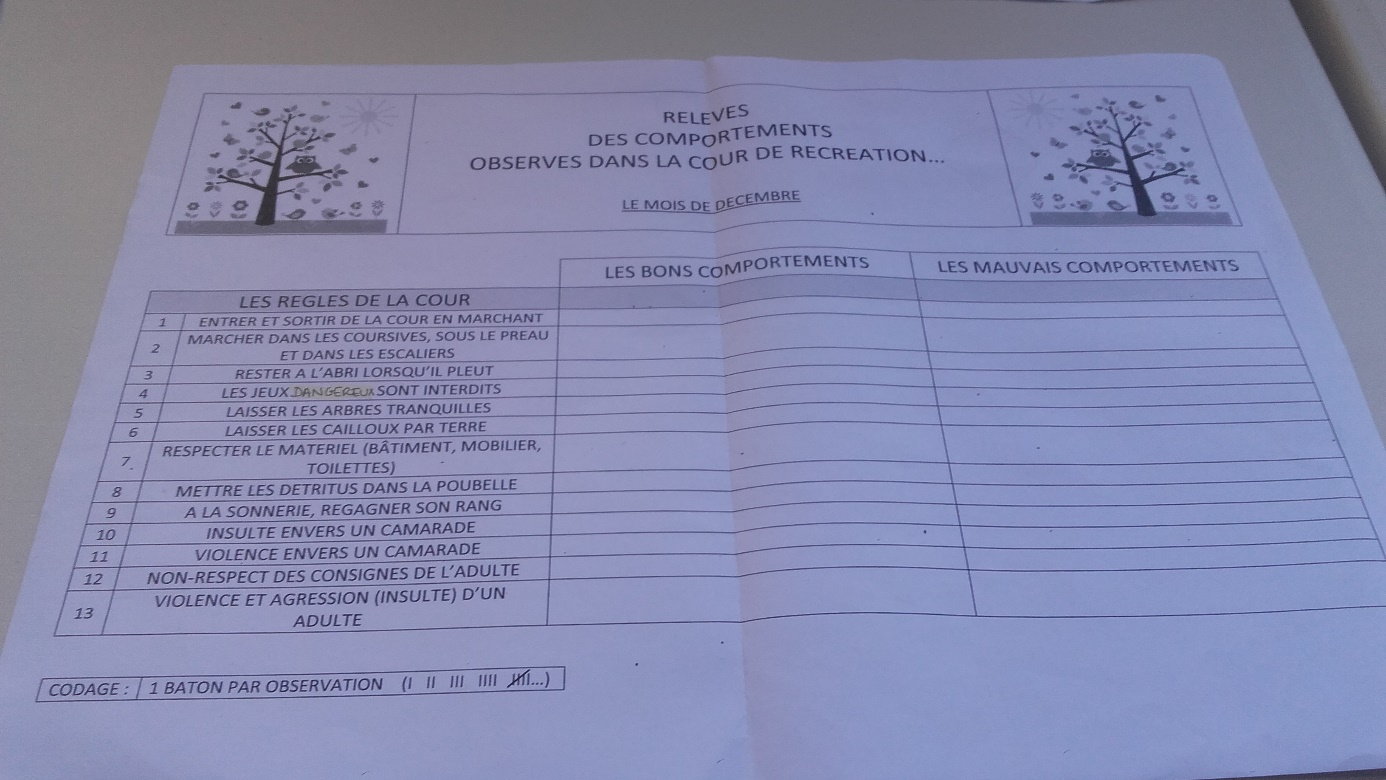 RELEVES
DES COMPORTEMENTS
OBSERVES DANS LA COUR DE RECREATION...
LE MOIS DE DECEMBRE
LES BONS COMPORTEMENTS
LES MAUVAIS COMPORTEMENTS
LES REGLES DE LA COUR
1 ENTRER ET SORTIR DE LA COUR EN MARCHANT
2 MARCHER DANS LES COURSIVES, SOUS LE PREAU
ET DANS LES ESCALIERS
3 RESTER A L'ABRI LORSQU'IL PLEUT
4 LES JEUX DANGEREUX SONT INTERDITS
5 LAISSER LES ARBRES TRANQUILLES
6 LAISSER LES CAILLOUX PAR TERRE
7 RESPECTER LE MATERIEL (BÂTIMENT, MOBILIER,
TOILETTES)
8 METTRE LES DETRITUS DANS LA POUBELLE
9 A LA SONNERIE, REGAGNER SON RANG
10 INSULTE ENVERS UN CAMARADE
11 VIOLENCE ENVERS UN CAMARADE
12 NON-RESPECT DES CONSIGNES DE L'ADULTE
13 VIOLENCE ET AGRESSION (INSULTE) D'UN
ADULTE
CODAGE : 1 BATON PAR OBSERVATION (I II III IIII IIII...)